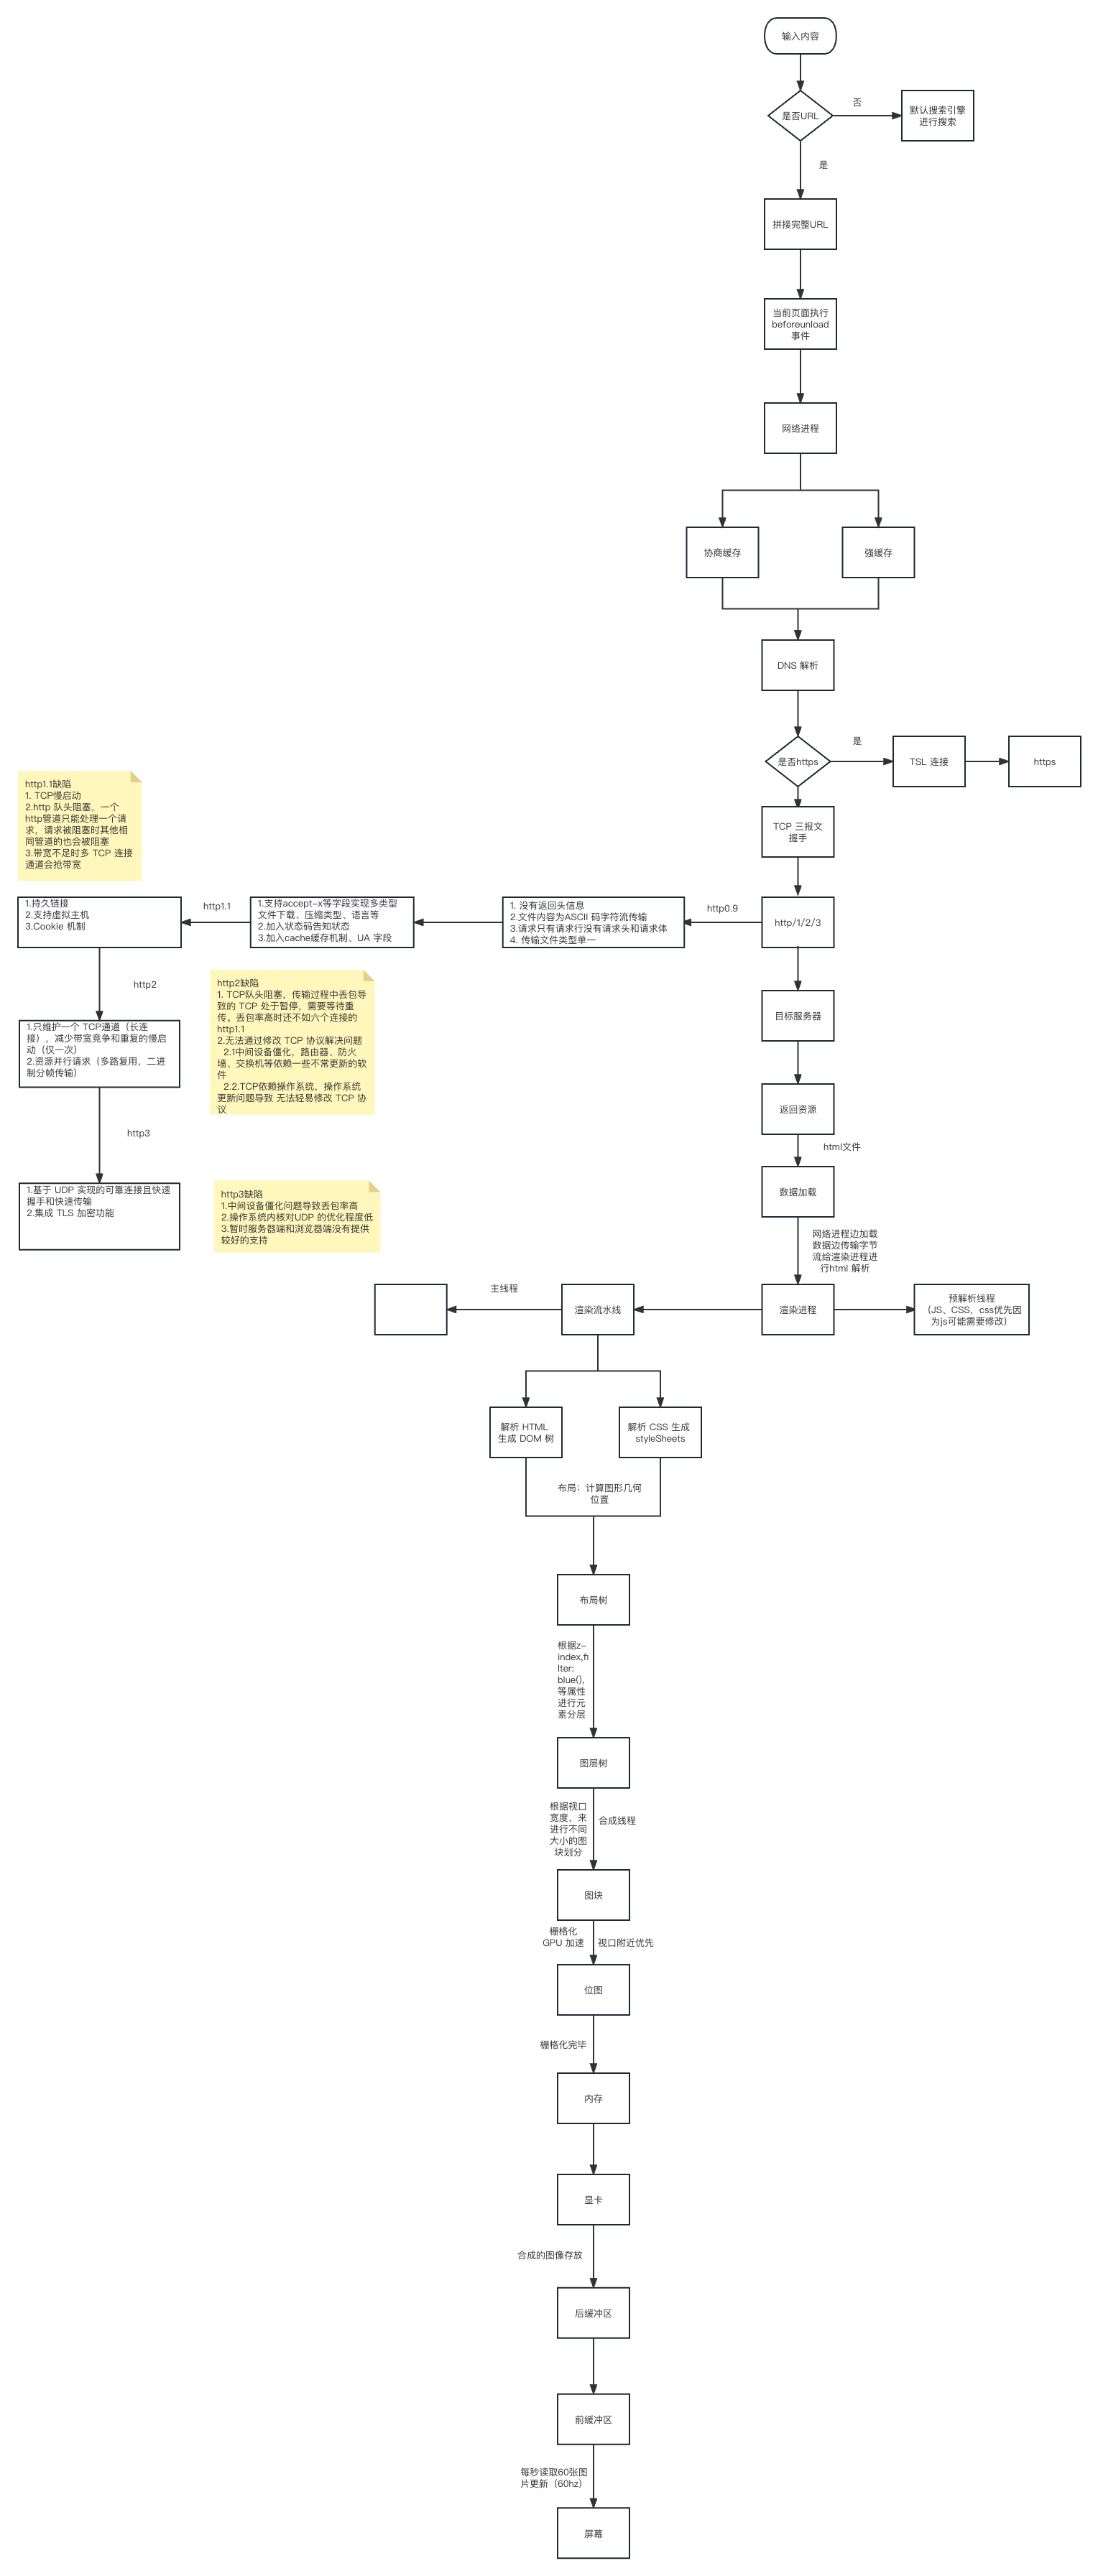 输入内容
是否URL
否
默认搜索引擎
进行搜索
是
拼接完整URL
当前页面执行
beforeunload
事件
网络进程
协商缓存
强缓存
DNS 解析
是否https
是
TSL 连接
https
TCP 三报文
握手
http/1/2/3
http0.9
1. 没有返回头信息
2.文件内容为ASCII 码字符流传输
3.请求只有请求行没有请求头和请求体
4. 传输文件类型单一
1.支持accept-x等字段实现多类型
文件下载、压缩类型、语言等
2.加入状态码告知状态
3.加入cache缓存机制、UA 字段
http1.1
1.持久链接
2.支持虚拟主机
3.Cookie 机制
http1.1缺陷
1. TCP慢启动
2.http 队头阻塞，一个
http管道只能处理一个请
求，请求被阻塞时其他相
同管道的也会被阻塞
3.带宽不足时多 TCP 连接
通道会抢带宽
http2
1.只维护一个 TCP通道（长连
接），减少带宽竞争和重复的慢启
动（仅一次）
2.资源并行请求（多路复用，二进
制分帧传输）
http2缺陷
1. TCP队头阻塞，传输过程中丢包导
致的 TCP 处于暂停，需要等待重
传。丢包率高时还不如六个连接的
http1.1
2.无法通过修改 TCP 协议解决问题
2.1中间设备僵化，路由器、防火
墙、交换机等依赖一些不常更新的软
件
2.2.TCP依赖操作系统，操作系统
更新问题导致 无法轻易修改 TCP 协
议
http3
1.基于 UDP 实现的可靠连接且快速
握手和快速传输
2.集成 TLS 加密功能
http3缺陷
1.中间设备僵化问题导致丢包率高
2.操作系统内核对UDP 的优化程度低
3.暂时服务器端和浏览器端没有提供
较好的支持
目标服务器
返回资源
html文件
数据加载
网络进程边加载
数据边传输字节
流给渲染进程进
行html 解析
渲染进程
预解析线程
（JS、CSS，css优先因
为js可能需要修改）
渲染流水线
主线程
解析 HTML
生成 DOM 树
解析 CSS 生成
styleSheets
布局：计算图形几何
位置
布局树
根据z-
index,fi
lter:
blue(),
等属性
进行元
素分层
图层树
根据视口
宽度，来
进行不同
大小的图
块划分
合成线程
图块
栅格化
GPU 加速
视口附近优先
位图
栅格化完毕
内存
显卡
合成的图像存放
后缓冲区
前缓冲区
每秒读取60张图
片更新（60hz）
屏幕